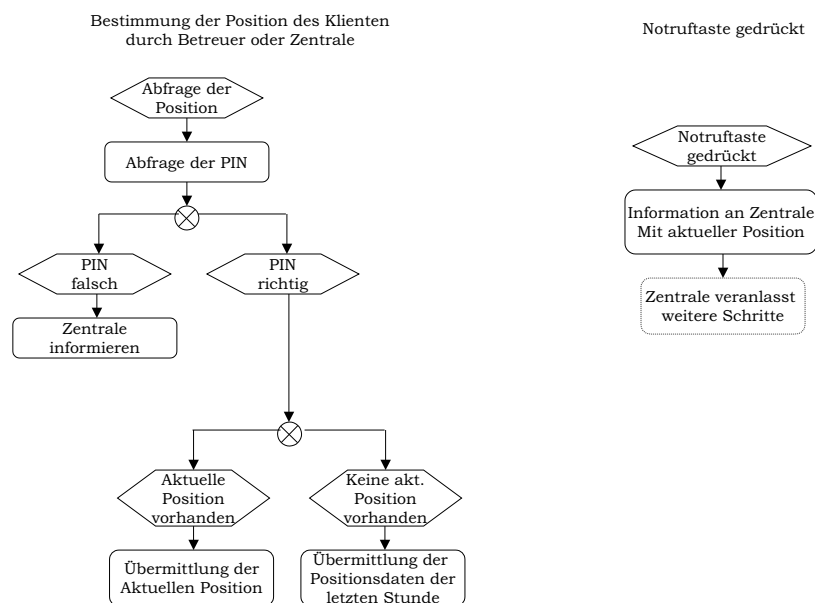 Bestimmung der Position des Klienten
durch Betreuer oder Zentrale
Abfrage der
Position
Abfrage der PIN
PIN
falsch
PIN
richtig
Zentrale
informieren
Aktuelle
Position
vorhanden
Keine akt.
Position
vorhanden
Übermittlung der
Aktuellen Position
Übermittlung der
Positionsdaten der
letzten Stunde
Notruftaste gedrückt
Notruftaste
gedrückt
Information an Zentrale
Mit aktueller Position
Zentrale veranlasst
weitere Schritte